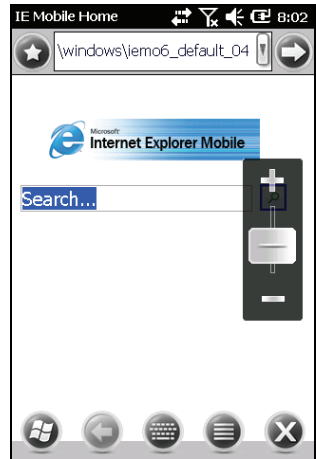 IE Mobile Home 8:02
\windows\iemo6_default_04
Microsoft
Internet Explorer Mobile
Search...